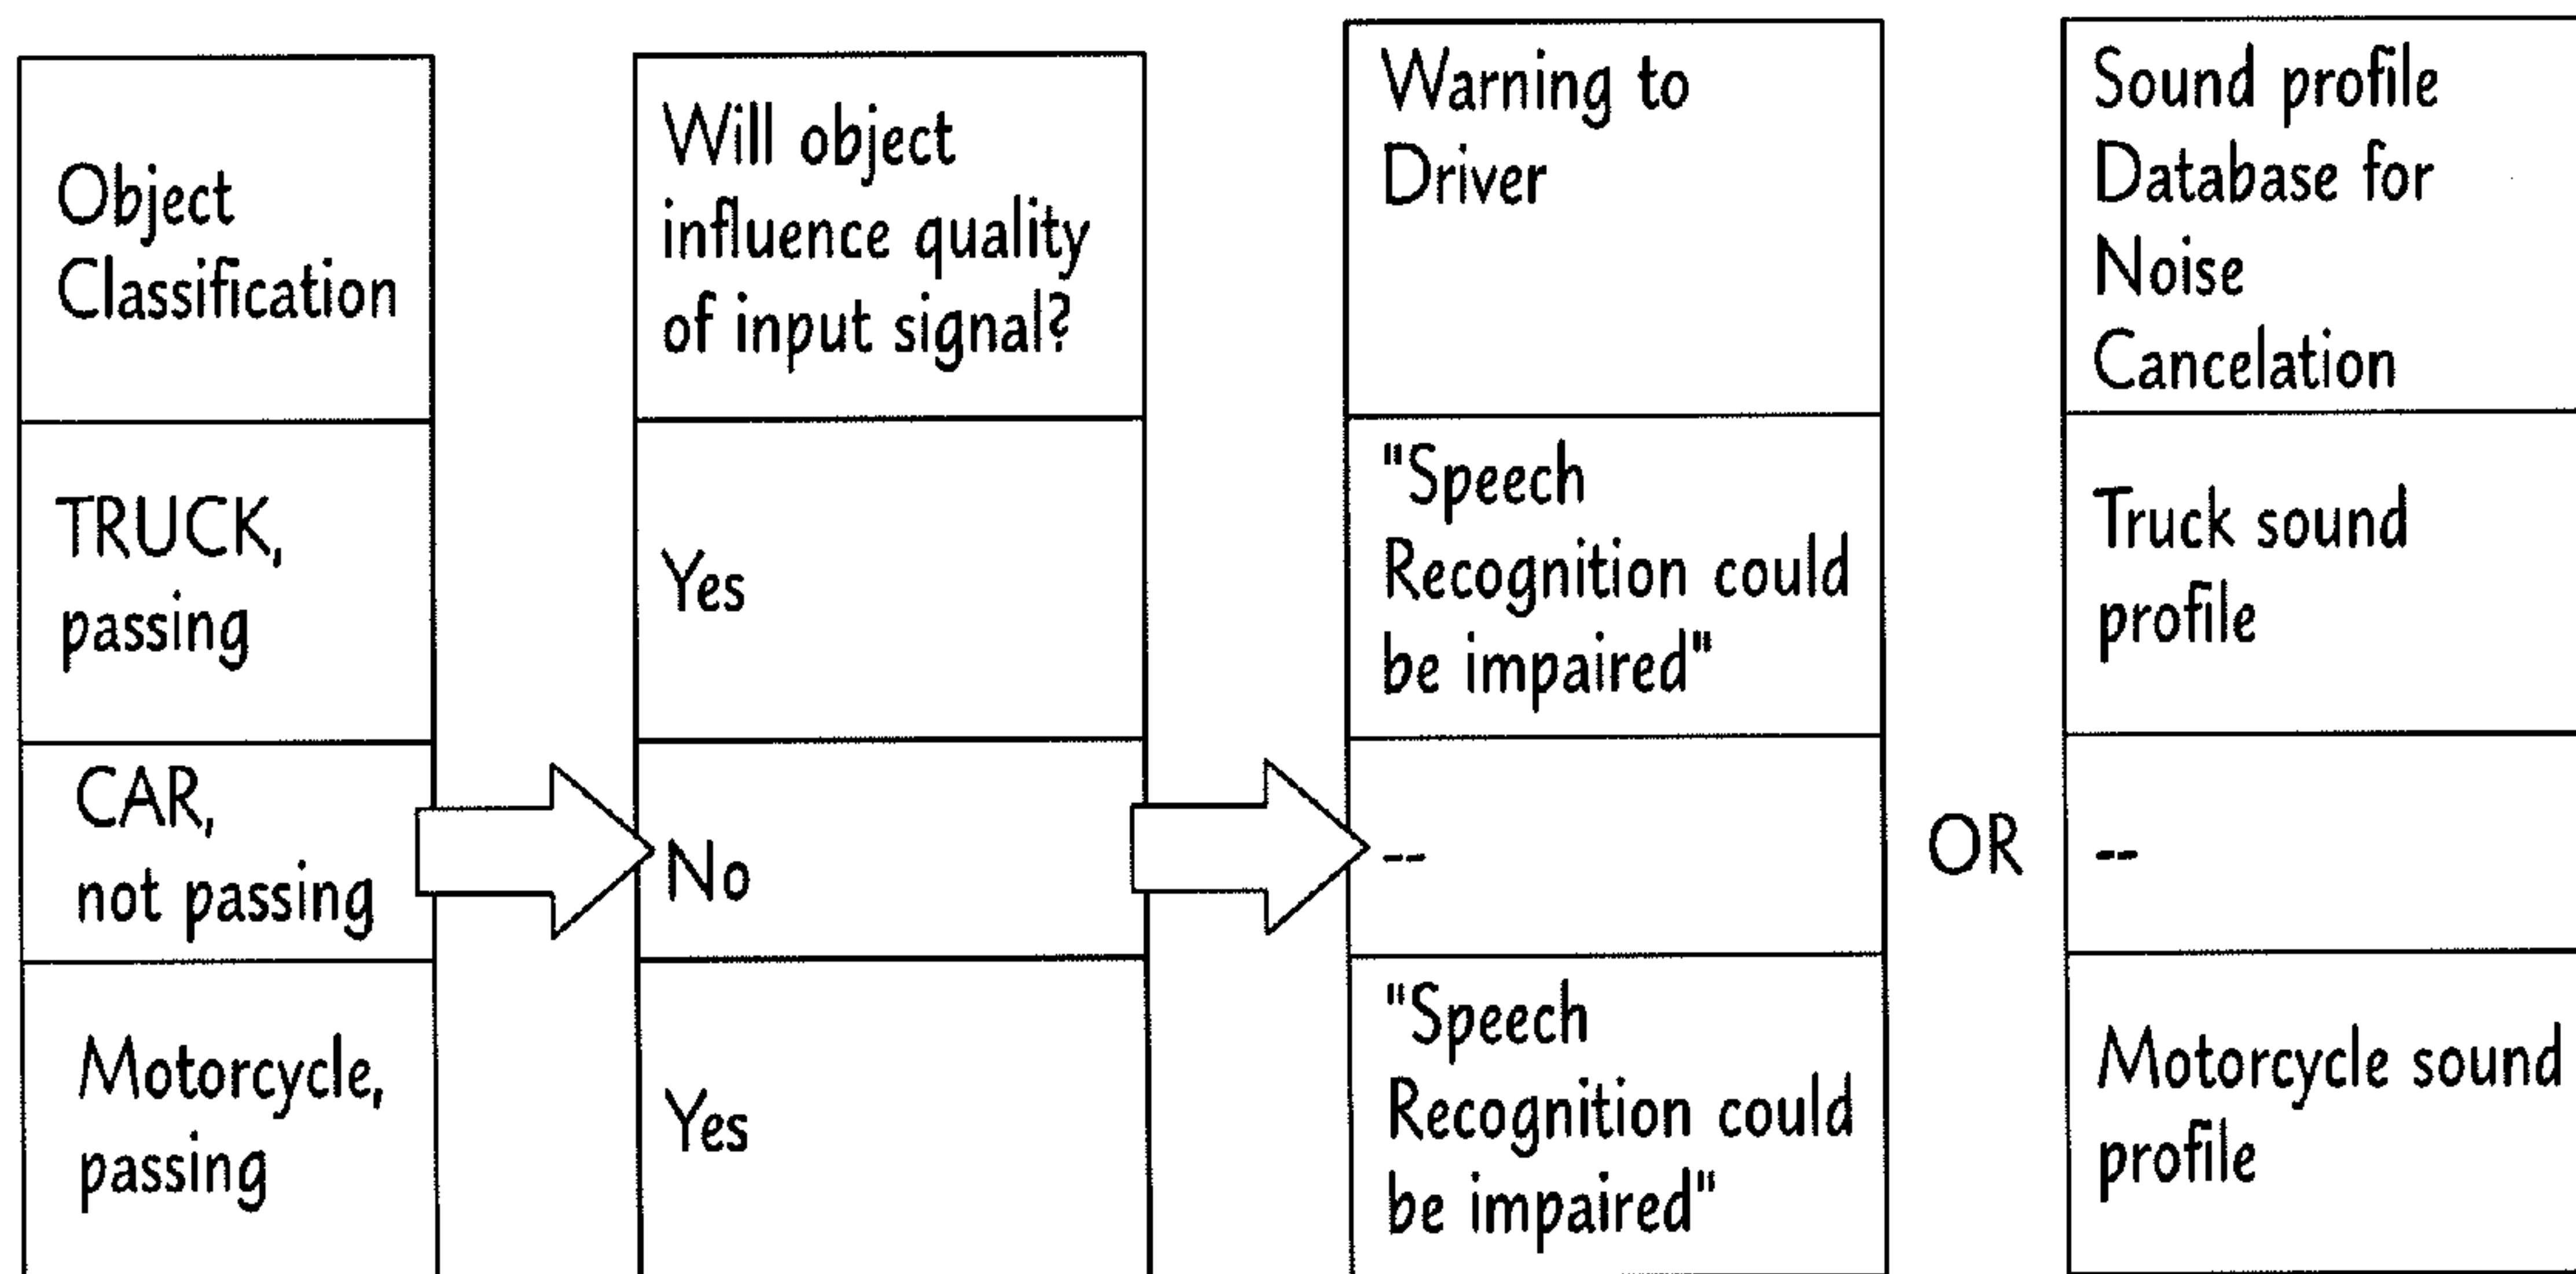 Object
Classification
Will object
influence quality
of input signal?
Warning to
Driver
Sound profile
Database for
Noise
Cancelation
TRUCK,
passing
Yes
"Speech
Recognition could
be impaired"
Truck sound
profile
CAR,
not passing
No
--
OR
--
Motorcycle,
passing
Yes
"Speech
Recognition could
be impaired"
Motorcycle sound
profile